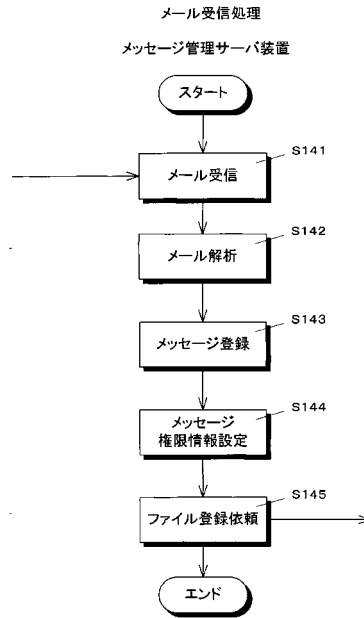 メール受信処理
メッセージ管理サーバ装置
スタート
S141
メール受信
S142
メール解析
S143
メッセージ登録
S144
メッセージ
権限情報設定
S145
ファイル登録依頼
エンド